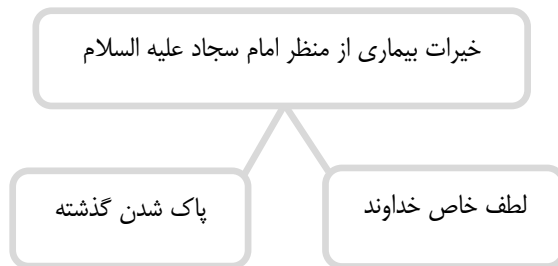 خیرات بیماری از منظر امام سجاد علیه السلام
لطف خاص خداوند
پاک شدن گذشته